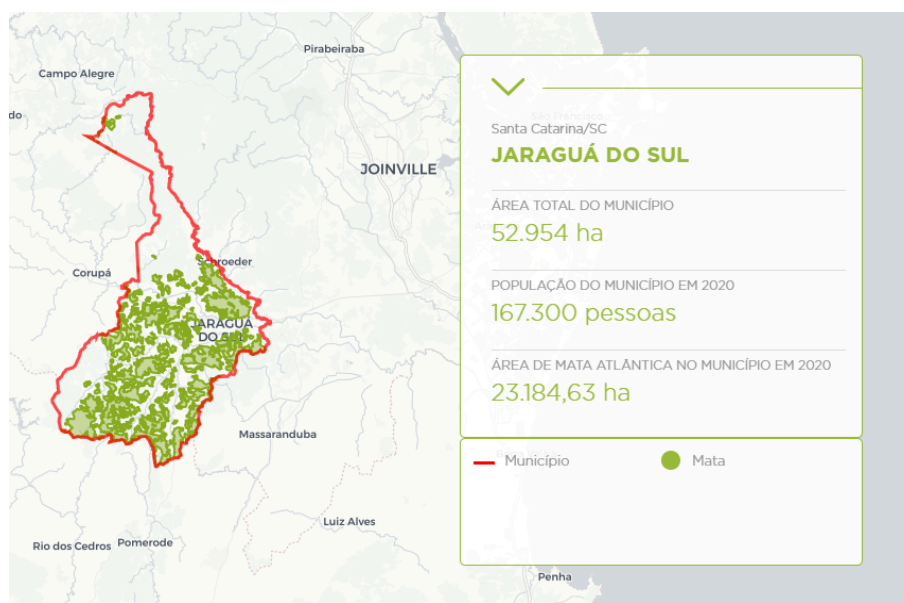 Pirabeiraba
Campo Alegre
do
JOINVILLE
Schroeder
Corupá
JARAGUÁ
DO SUL
Massaranduba
Luiz Alves
Rio dos Cedros
Pomerode
Penha
Santa Catarina/SC
JARAGUÁ DO SUL
ÁREA TOTAL DO MUNICÍPIO
52.954 ha
POPULAÇÃO DO MUNICÍPIO EM 2020
167.300 pessoas
ÁREA DE MATA ATLÂNTICA NO MUNICÍPIO EM 2020
23.184,63 ha
Município
Mata